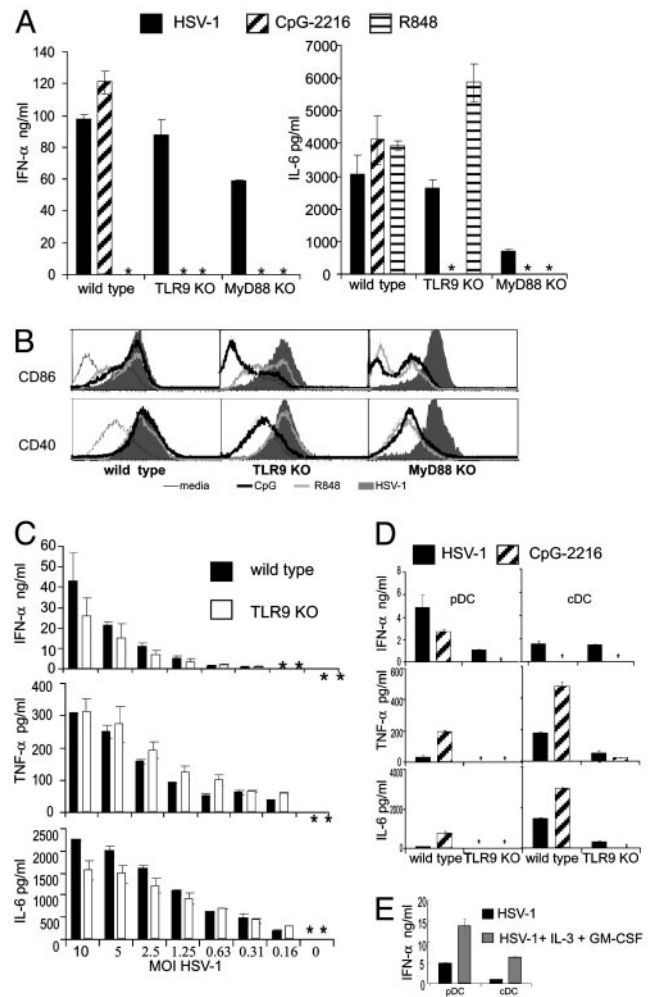 A
HSV-1 CpG-2216 R848
IFN-α ng/ml
140
120
100
80
60
40
20
0
* * * * *
wild type TLR9 KO MyD88 KO
IL-6 pg/ml
7000
6000
5000
4000
3000
2000
1000
0
* * *
wild type TLR9 KO MyD88 KO
B
CD86
CD40
wild type TLR9 KO MyD88 KO
media CpG R848 HSV-1
C
wild type
TLR9 KO
IFN-α ng/ml
60
50
40
30
20
10
0
* * * *
TNF-α pg/ml
400
300
200
100
0
* *
IL-6 pg/ml
2500
2000
1500
1000
500
0
* *
10 5 2.5 1.25 0.63 0.31 0.16 0
MOI HSV-1
D
HSV-1 CpG-2216
pDC cDC
IFN-α ng/ml
8
6
4
2
0
TNF-α pg/ml
600
400
200
0
IL-6 pg/ml
4000
2000
0
wild type TLR9 KO wild type TLR9 KO
E
HSV-1
HSV-1+ IL-3 + GM-CSF
IFN-α ng/ml
20
15
10
5
0
pDC cDC